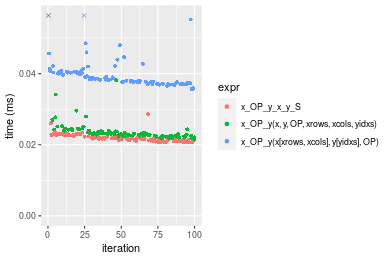 0.04
0.02
0.00
time (ms)
0
25
50
75
100
iteration
expr
x_OP_y_x_y_S
x_OP_y(x, y, OP, xrows, xcols, yidxs)
x_OP_y(x[xrows, xcols], y[yidxs], OP)